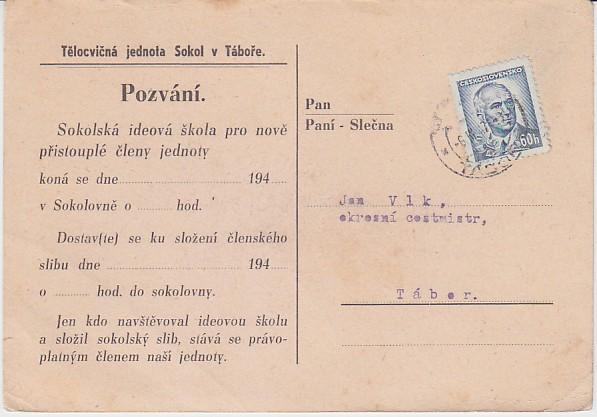 Tělocvičná jednota Sokol v Táboře.
Pozvání.
Sokolská ideová škola pro nově
přistouplé členy jednoty
koná se dne 194
v Sokolovně o hod.
Dostav(te) se ku složení členského
slibu dne 194
o hod. do sokolovny.
Jen kdo navštěvoval ideovou školu
a složil sokolský slib, stává se právo-
platným členem naší jednoty.
Pan
Paní - Slečna
ČESKOSLOVENSKO
60h
Jan Vlk,
okresní cestmistr,
Tábor.